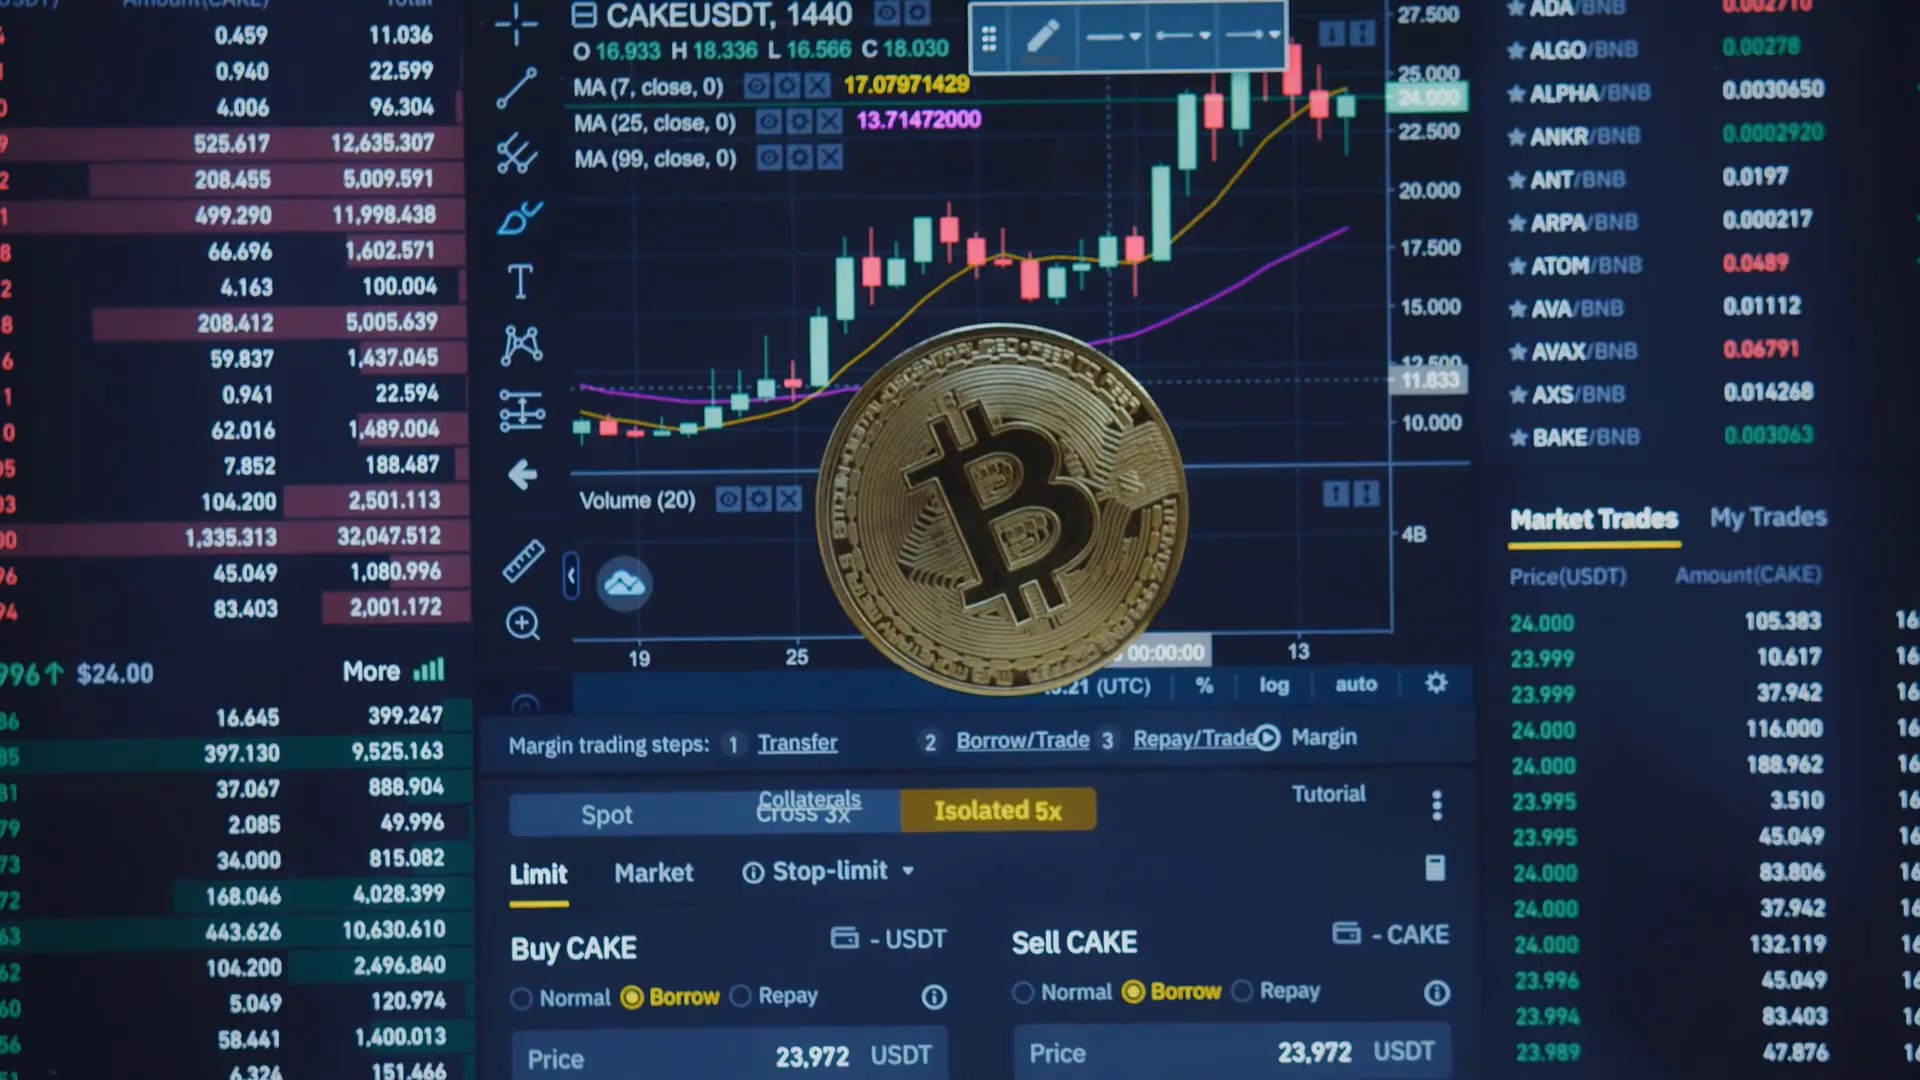 Amount(CAKE) Total
0.459 11.036
0.940 22.599
4.006 96.304
525.617 12,635.307
208.455 5,009.591
499.290 11,998.438
66.696 1,602.571
4.163 100.004
208.412 5,005.639
59.837 1,437.045
0.941 22.594
62.016 1,489.004
7.852 188.487
104.200 2,501.113
1,335.313 32,047.512
45.049 1,080.996
83.403 2,001.172
996↑ $24.00 More
16.645 399.247
397.130 9,525.163
37.067 888.904
2.085 49.996
34.000 815.082
168.046 4,028.399
443.626 10,630.610
104.200 2,496.840
5.049 120.974
58.441 1,400.013
6.324 151.466
CAKEUSDT, 1440
O 16.933 H 18.336 L 16.566 C 18.030
MA (7, close, 0) 17.07971429
MA (25, close, 0) 13.71472000
MA (99, close, 0)
27.500
25.000
24.000
22.500
20.000
17.500
15.000
12.500
11.833
10.000
Volume (20)
4B
19 25 00:00:00 13
(UTC) % log auto
Margin trading steps: 1 Transfer 2 Borrow/Trade 3 Repay/Trade Margin
Tutorial
Spot Collaterals Cross 3x Isolated 5x
Limit Market Stop-limit
Buy CAKE - USDT
Normal Borrow Repay
Price 23,972 USDT
Sell CAKE - CAKE
Normal Borrow Repay
Price 23,972 USDT
ADA/BNB 0.002710
ALGO/BNB 0.00278
ALPHA/BNB 0.0030650
ANKR/BNB 0.0002920
ANT/BNB 0.0197
ARPA/BNB 0.000217
ATOM/BNB 0.0489
AVA/BNB 0.01112
AVAX/BNB 0.06791
AXS/BNB 0.014268
BAKE/BNB 0.003063
Market Trades My Trades
Price(USDT) Amount(CAKE)
24.000 105.383
23.999 10.617
23.999 37.942
24.000 116.000
24.000 188.962
23.995 3.510
23.995 45.049
24.000 83.806
24.000 37.942
24.000 132.119
23.996 45.049
23.994 83.403
23.989 47.876